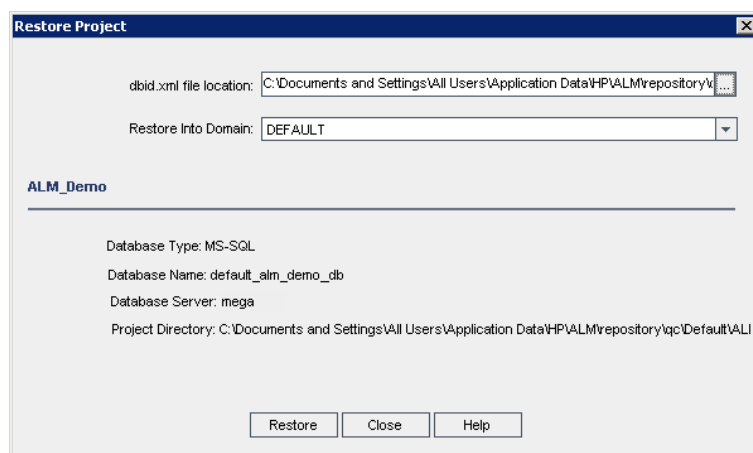 Restore Project
dbid.xml file location: C:\Documents and Settings\All Users\Application Data\HP\ALM\repository\ ...
Restore Into Domain: DEFAULT
ALM_Demo
Database Type: MS-SQL
Database Name: default_alm_demo_db
Database Server: mega
Project Directory: C:\Documents and Settings\All Users\Application Data\HP\ALM\repository\qc\Default\AL
Restore Close Help